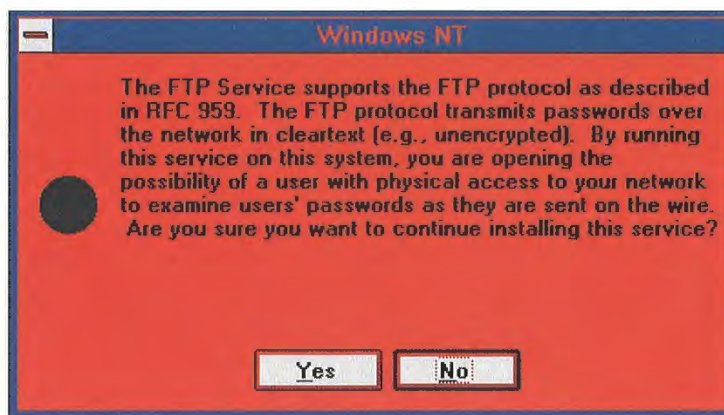 Windows NT
The FTP Service supports the FTP protocol as described
in RFC 959. The FTP protocol transmits passwords over
the network in cleartext (e.g., unencrypted). By running
this service on this system, you are opening the
possibility of a user with physical access to your network
to examine users' passwords as they are sent on the wire.
Are you sure you want to continue installing this service?
Yes
No